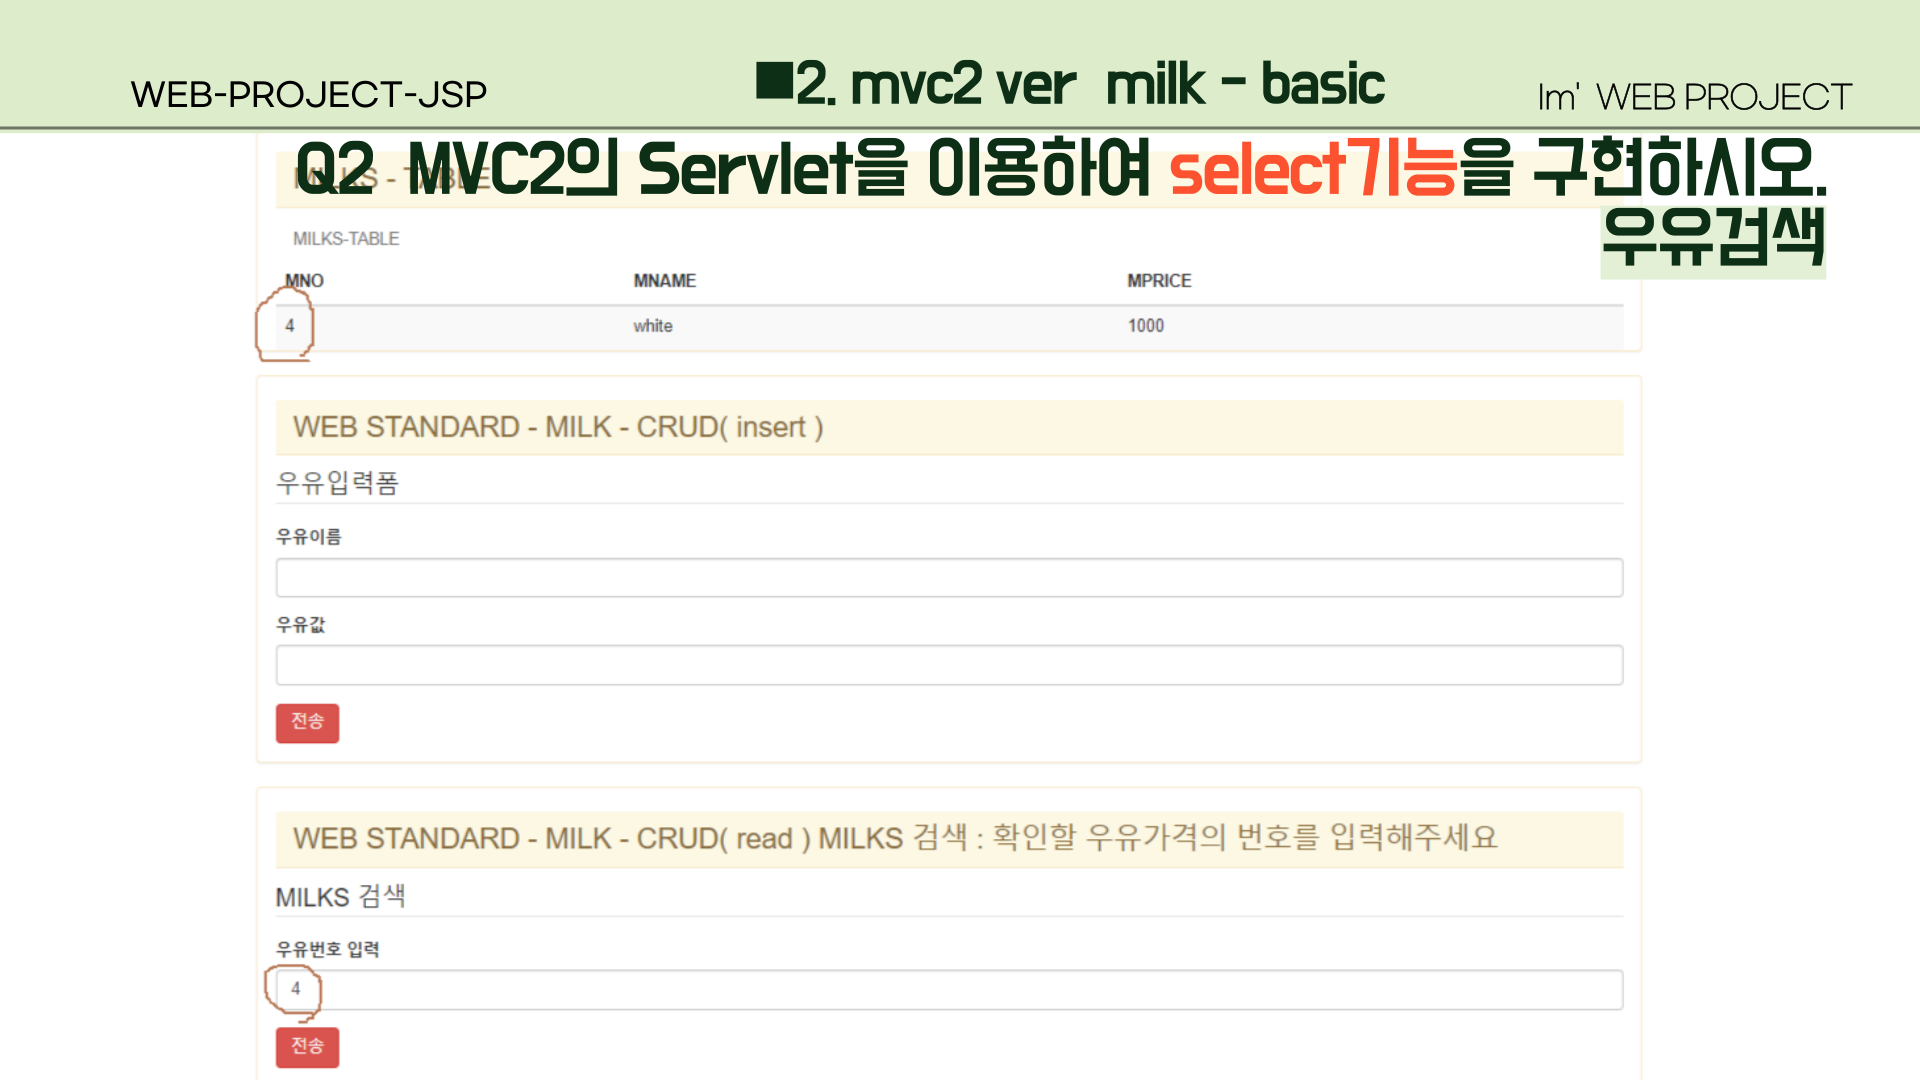 WEB-PROJECT-JSP
■2. mvc2 ver milk - basic
Im' WEB PROJECT
Q2 MVC2의 Servlet을 이용하여 select기능을 구현하시오.
우유검색
MILKS - TABLE
MILKS-TABLE
MNO MNAME MPRICE
4 white 1000
WEB STANDARD - MILK - CRUD( insert )
우유입력폼
우유이름
우유값
전송
WEB STANDARD - MILK - CRUD( read ) MILKS 검색 : 확인할 우유가격의 번호를 입력해주세요
MILKS 검색
우유번호 입력
4
전송